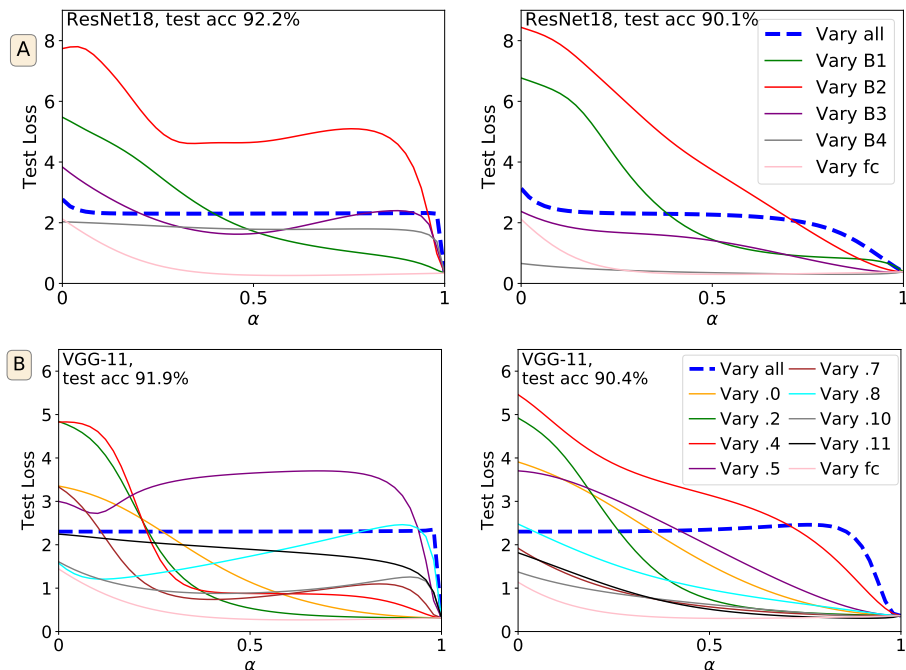 A
ResNet18, test acc 92.2%
8
6
4
2
0
Test Loss
0
0.5
1
α
ResNet18, test acc 90.1%
8
6
4
2
0
Test Loss
0
0.5
1
α
Vary all
Vary B1
Vary B2
Vary B3
Vary B4
Vary fc
B
VGG-11,
test acc 91.9%
6
5
4
3
2
1
0
Test Loss
0
0.5
1
α
VGG-11,
test acc 90.4%
6
5
4
3
2
1
0
Test Loss
0
0.5
1
α
Vary all
Vary .0
Vary .2
Vary .4
Vary .5
Vary .7
Vary .8
Vary .10
Vary .11
Vary fc